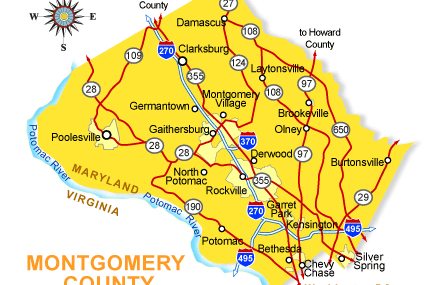 County
27
Damascus
W
E
S
Clarksburg
108
to Howard
County
109
270
355
124
Laytonsville
28
Montgomery
Village
108
97
Germantown
Brookeville
Gaithersburg
Olney
650
Poolesville
370
28
28
97
Derwood
Burtonsville
Potomac River
MARYLAND
North
Potomac
Rockville
355
29
VIRGINIA
Potomac River
190
270
Garret
Park
Kensington
495
Potomac
Bethesda
495
Chevy
Chase
Silver
Spring
MONTGOMERY
COUNTY